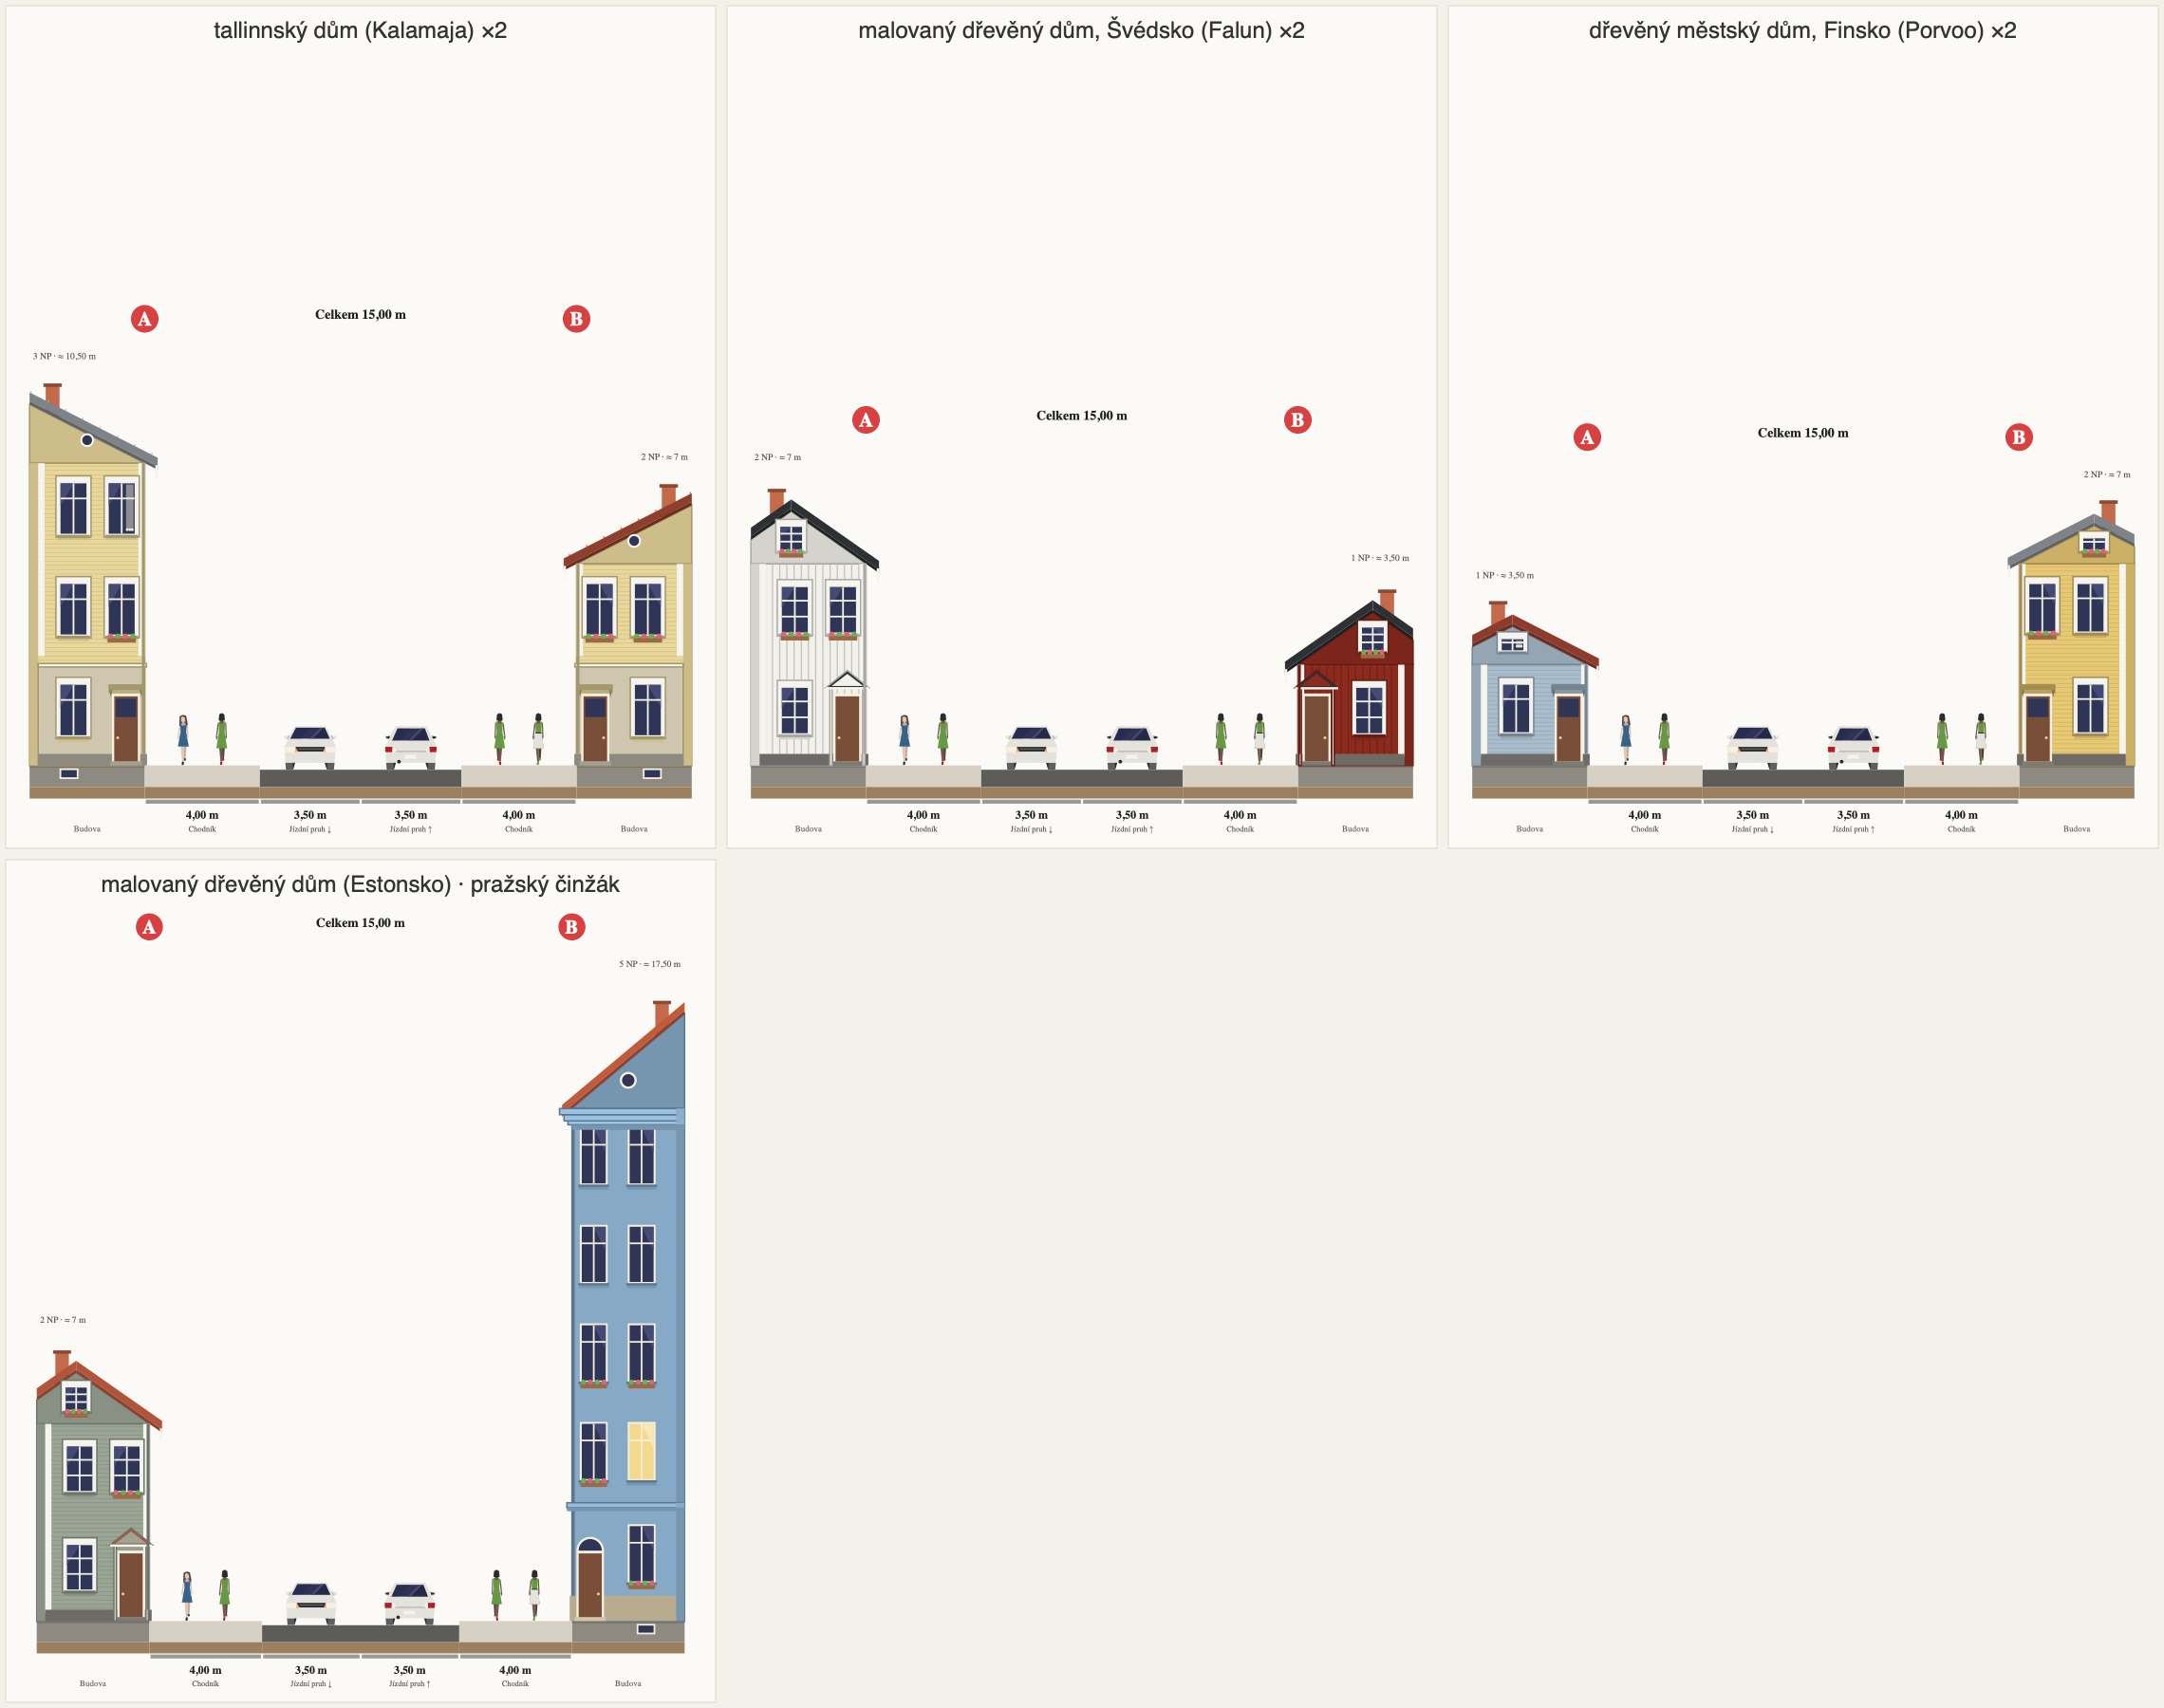 tallinnský dům (Kalamaja) ×2
A
Celkem 15,00 m
B
3 NP · ≈ 10,50 m
2 NP · ≈ 7 m
4,00 m
3,50 m
3,50 m
4,00 m
Budova
Chodník
Jízdní pruh ↓
Jízdní pruh ↑
Chodník
Budova
malovaný dřevěný dům, Švédsko (Falun) ×2
A
Celkem 15,00 m
B
2 NP · ≈ 7 m
1 NP · ≈ 3,50 m
4,00 m
3,50 m
3,50 m
4,00 m
Budova
Chodník
Jízdní pruh ↓
Jízdní pruh ↑
Chodník
Budova
dřevěný městský dům, Finsko (Porvoo) ×2
A
Celkem 15,00 m
B
2 NP · ≈ 7 m
1 NP · ≈ 3,50 m
4,00 m
3,50 m
3,50 m
4,00 m
Budova
Chodník
Jízdní pruh ↓
Jízdní pruh ↑
Chodník
Budova
malovaný dřevěný dům (Estonsko) · pražský činžák
A
Celkem 15,00 m
B
5 NP · ≈ 17,50 m
2 NP · ≈ 7 m
4,00 m
3,50 m
3,50 m
4,00 m
Budova
Chodník
Jízdní pruh ↓
Jízdní pruh ↑
Chodník
Budova